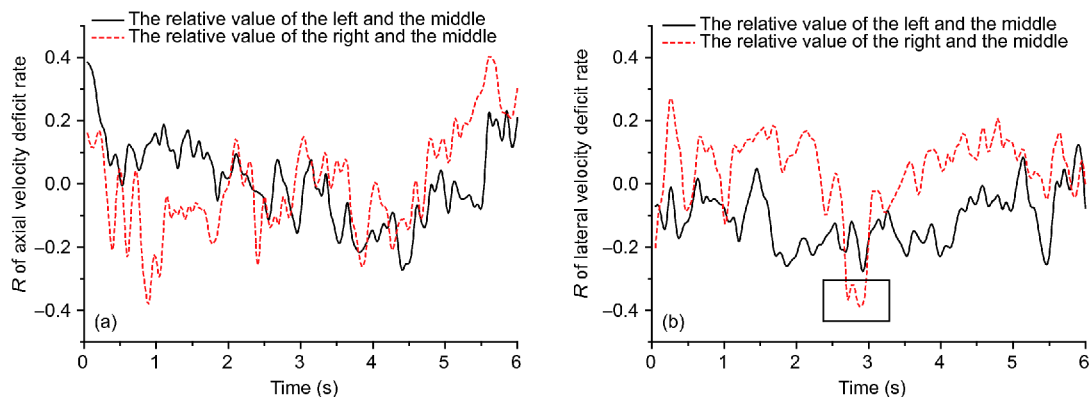 The relative value of the left and the middle
The relative value of the right and the middle
R of axial velocity deficit rate
0.4
0.2
0.0
–0.2
–0.4
(a)
0
1
2
3
4
5
6
Time (s)
The relative value of the left and the middle
The relative value of the right and the middle
R of lateral velocity deficit rate
0.4
0.2
0.0
–0.2
–0.4
(b)
0
1
2
3
4
5
6
Time (s)